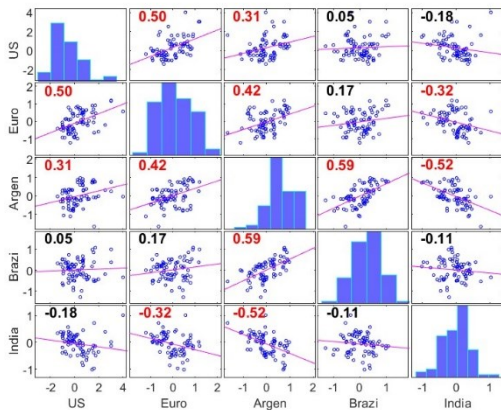 0.50 0.31 0.05 -0.18
US
4
2
0
-2
0.50 0.42 0.17 -0.32
Euro
1
0
-1
0.31 0.42 0.59 -0.52
Argen
1
0
-1
0.05 0.17 0.59 -0.11
Brazi
1
0
-1
-0.18 -0.32 -0.52 -0.11
India
1
0
-1
-2 0 2 4 -1 0 1 2 -1 0 1 2 -1 0 1 -1 0 1
US Euro Argen Brazi India